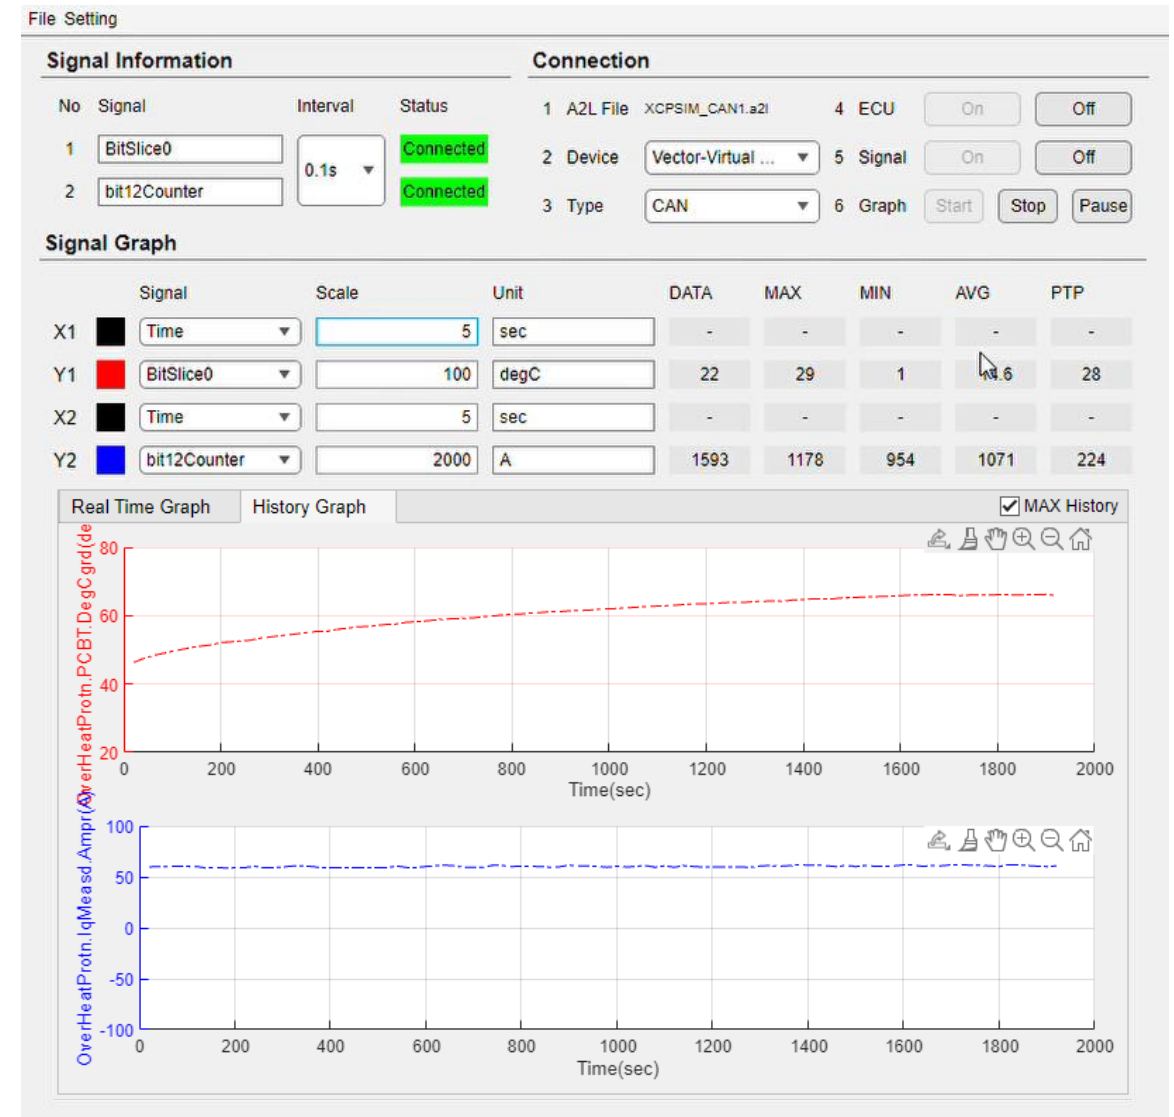 File Setting
Signal Information
No Signal Interval Status
1 BitSlice0 0.1s Connected
2 bit12Counter Connected
Connection
1 A2L File XCPSIM_CAN1.a2l 4 ECU On Off
2 Device Vector-Virtual ... 5 Signal On Off
3 Type CAN 6 Graph Start Stop Pause
Signal Graph
Signal Scale Unit DATA MAX MIN AVG PTP
X1 Time 5 sec - - - - -
Y1 BitSlice0 100 degC 22 29 1 28
X2 Time 5 sec - - - - -
Y2 bit12Counter 2000 A 1593 1178 954 1071 224
Real Time Graph History Graph MAX History
OverHeatProtn.PCBT.DegCgrd(de
80
60
40
20
0 200 400 600 800 1000 1200 1400 1600 1800 2000
Time(sec)
OverHeatProtn.IqMeasd.Ampr(A)
100
50
0
-50
-100
0 200 400 600 800 1000 1200 1400 1600 1800 2000
Time(sec)